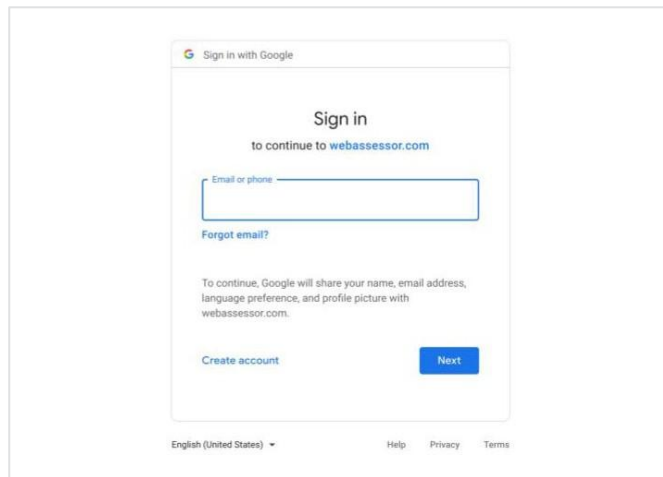 Sign in with Google
Sign in
to continue to webassessor.com
Email or phone
Forgot email?
To continue, Google will share your name, email address,
language preference, and profile picture with
webassessor.com.
Create account
Next
English (United States)
Help Privacy Terms